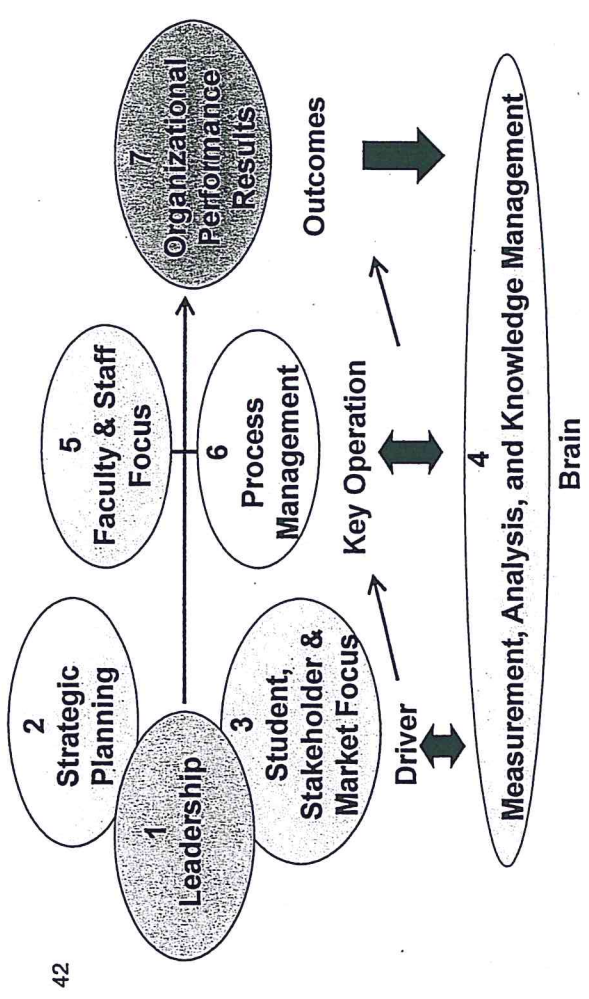 42
2
Strategic
Planning
1
Leadership
3
Student,
Stakeholder &
Market Focus
Driver
5
Faculty & Staff
Focus
6
Process
Management
Key Operation
7
Organizational
Performance
Results
Outcomes
4
Measurement, Analysis, and Knowledge Management
Brain